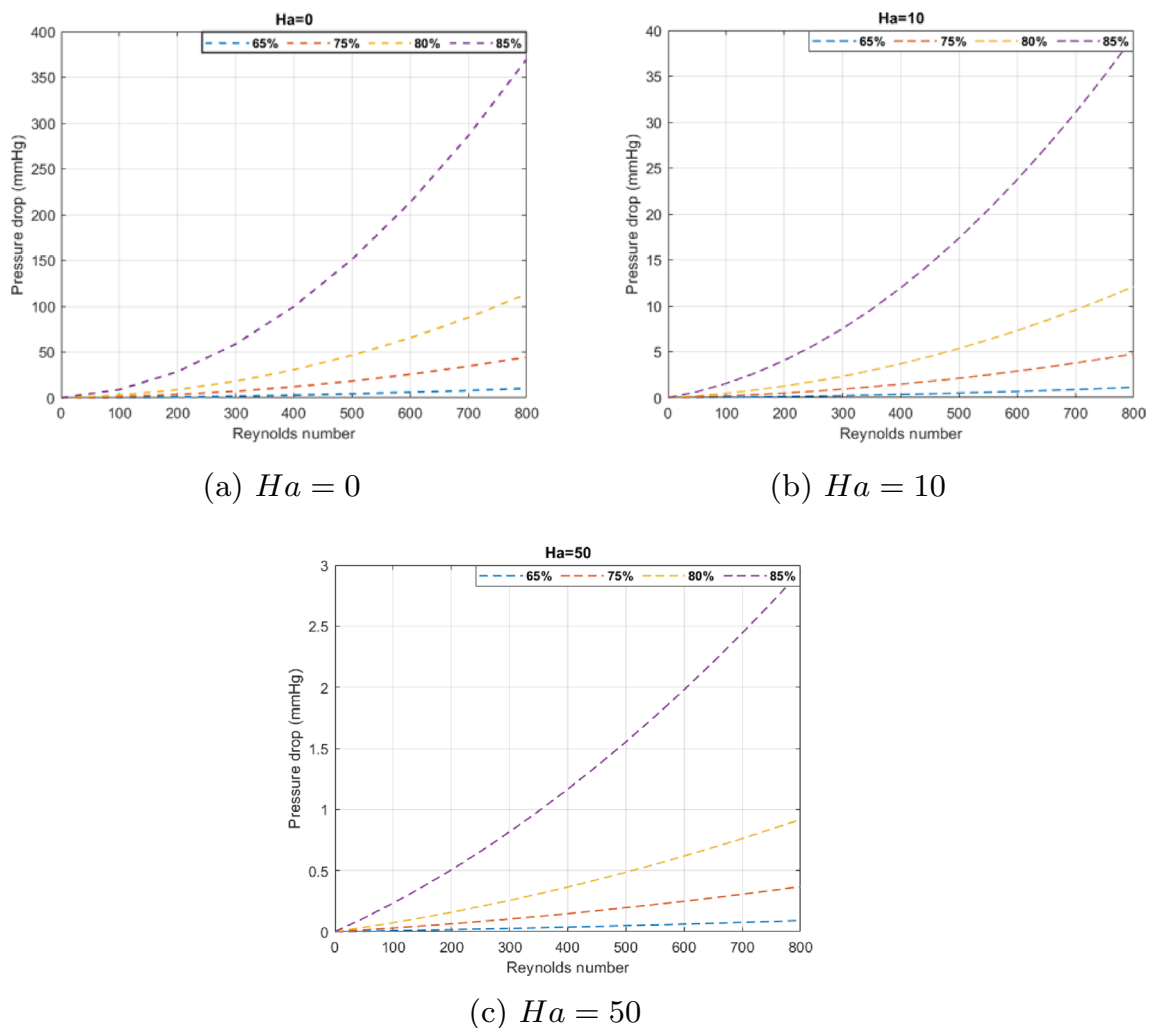 Ha=0
65% 75% 80% 85%
400
350
300
250
200
150
100
50
0
Pressure drop (mmHg)
0 100 200 300 400 500 600 700 800
Reynolds number
(a) Ha = 0
Ha=10
65% 75% 80% 85%
40
35
30
25
20
15
10
5
0
Pressure drop (mmHg)
0 100 200 300 400 500 600 700 800
Reynolds number
(b) Ha = 10
Ha=50
65% 75% 80% 85%
3
2.5
2
1.5
1
0.5
0
Pressure drop (mmHg)
0 100 200 300 400 500 600 700 800
Reynolds number
(c) Ha = 50